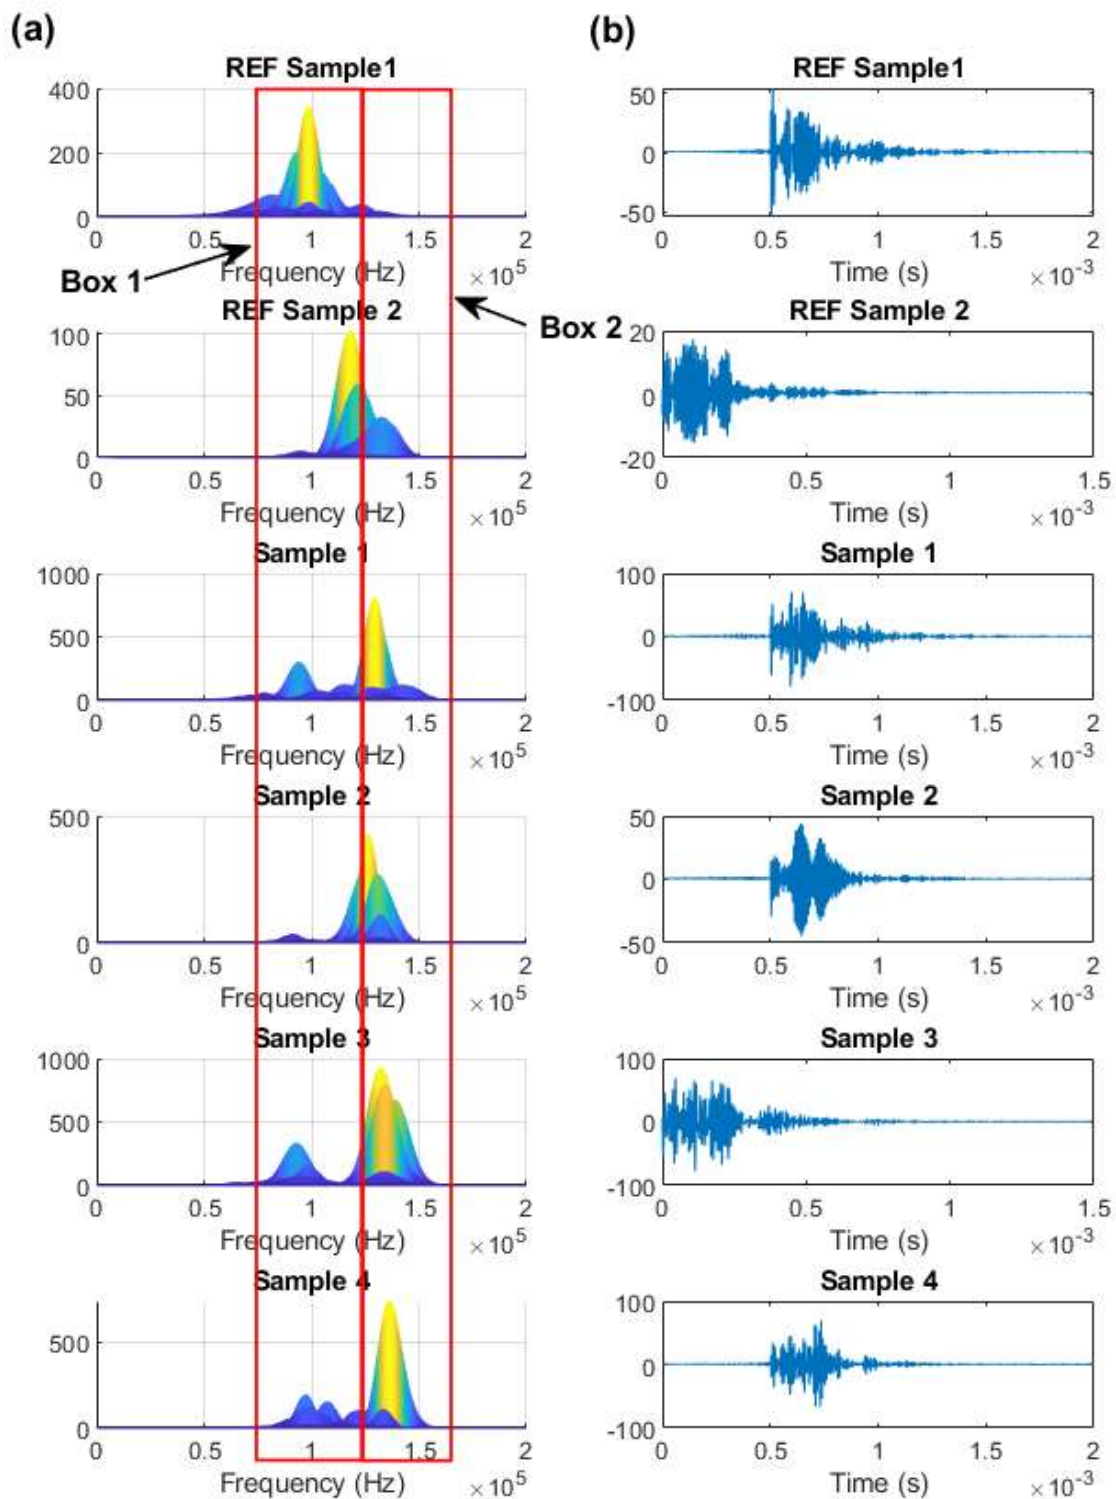 (a) (b)
REF Sample1 REF Sample1
400
200
0
0 0.5 1 1.5 2
Frequency (Hz) × 10^5
50
0
-50
0 0.5 1 1.5 2
Time (s) × 10^-3
Box 1
Box 2
REF Sample 2 REF Sample 2
100
50
0
0 0.5 1 1.5 2
Frequency (Hz) × 10^5
20
0
-20
0 0.5 1 1.5
Time (s) × 10^-3
Sample 1 Sample 1
1000
500
0
0 0.5 1 1.5 2
Frequency (Hz) × 10^5
100
0
-100
0 0.5 1 1.5 2
Time (s) × 10^-3
Sample 2 Sample 2
500
0
0 0.5 1 1.5 2
Frequency (Hz) × 10^5
50
0
-50
0 0.5 1 1.5 2
Time (s) × 10^-3
Sample 3 Sample 3
1000
500
0
0 0.5 1 1.5 2
Frequency (Hz) × 10^5
100
0
-100
0 0.5 1 1.5
Time (s) × 10^-3
Sample 4 Sample 4
500
0
0 0.5 1 1.5 2
Frequency (Hz) × 10^5
100
0
-100
0 0.5 1 1.5 2
Time (s) × 10^-3